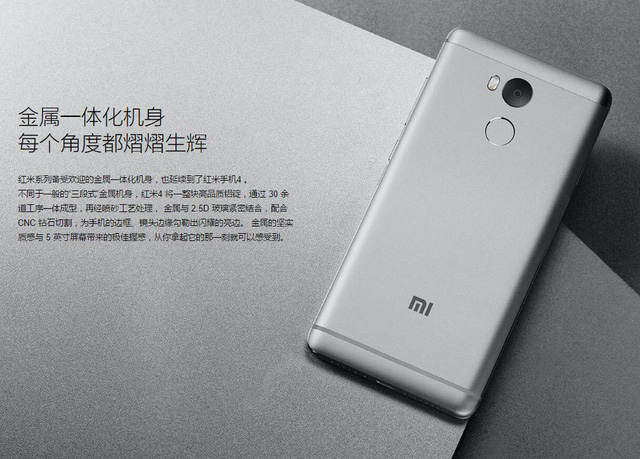 金属一体化机身
每个角度都熠熠生辉
红米系列备受欢迎的金属一体化机身，也延续到了红米手机4 。
不同于一般的“三段式”金属机身，红米4 将一整块高品质铝锭，通过 30 余
道工序一体成型，再经喷砂工艺处理， 金属与 2.5D 玻璃紧密结合，配合
CNC 钻石切割，为手机的边框、镜头边缘勾勒出闪耀的亮边。 金属的坚实
质感与 5 英寸屏幕带来的极佳握感，从你拿起它的那一刻就可以感受到。
MI